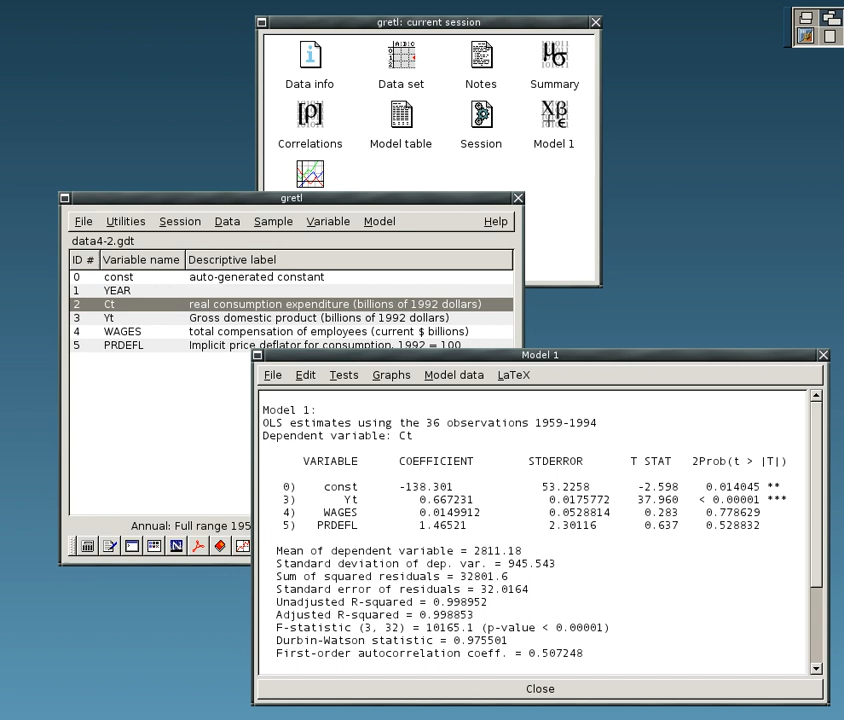 gretl: current session
Data info
Data set
Notes
Summary
Correlations
Model table
Session
Model 1
gretl
File Utilities Session Data Sample Variable Model Help
data4-2.gdt
ID # Variable name Descriptive label
0 const auto-generated constant
1 YEAR
2 Ct real consumption expenditure (billions of 1992 dollars)
3 Yt Gross domestic product (billions of 1992 dollars)
4 WAGES total compensation of employees (current $ billions)
5 PRDEFL Implicit price deflator for consumption, 1992 = 100
Annual: Full range 195
Model 1
File Edit Tests Graphs Model data LaTeX
Model 1:
OLS estimates using the 36 observations 1959-1994
Dependent variable: Ct
VARIABLE COEFFICIENT STDERROR T STAT 2Prob(t > |T|)
0) const -138.301 53.2258 -2.598 0.014045 **
3) Yt 0.667231 0.0175772 37.960 < 0.00001 ***
4) WAGES 0.0149912 0.0528814 0.283 0.778629
5) PRDEFL 1.46521 2.30116 0.637 0.528832
Mean of dependent variable = 2811.18
Standard deviation of dep. var. = 945.543
Sum of squared residuals = 32801.6
Standard error of residuals = 32.0164
Unadjusted R-squared = 0.998952
Adjusted R-squared = 0.998853
F-statistic (3, 32) = 10165.1 (p-value < 0.00001)
Durbin-Watson statistic = 0.975501
First-order autocorrelation coeff. = 0.507248
Close